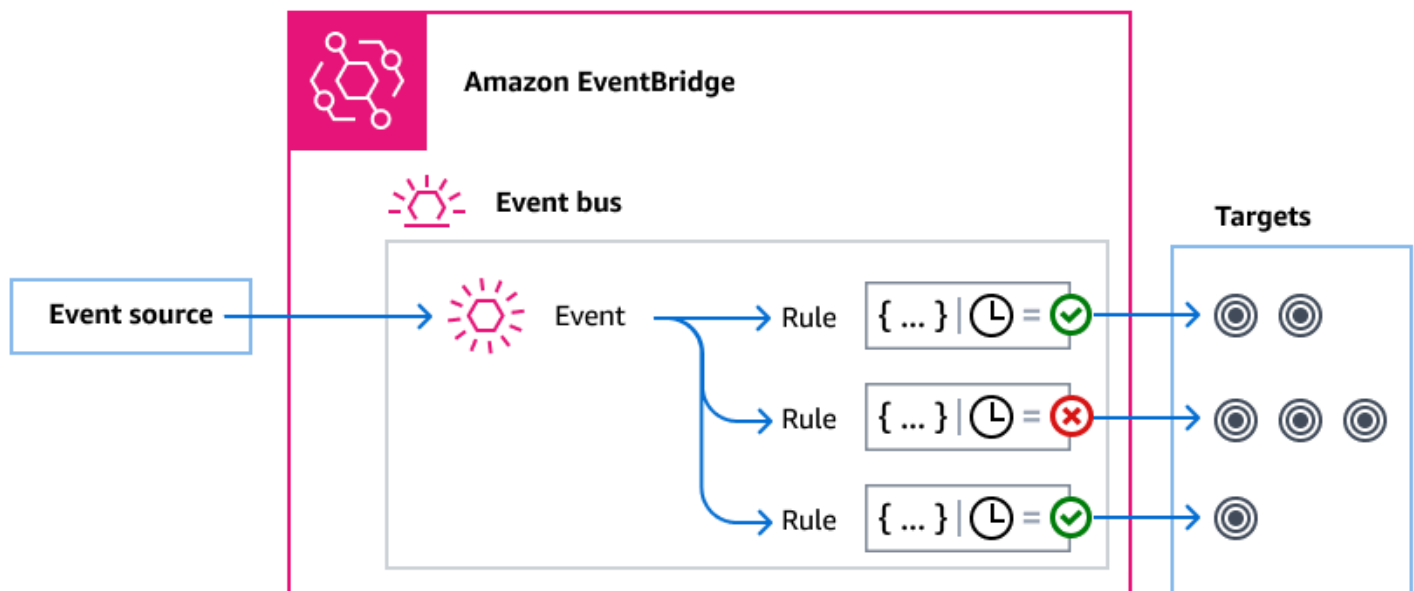 Amazon EventBridge
Event bus
Targets
Event source
Event
Rule { ... } | =
Rule { ... } | =
Rule { ... } | =